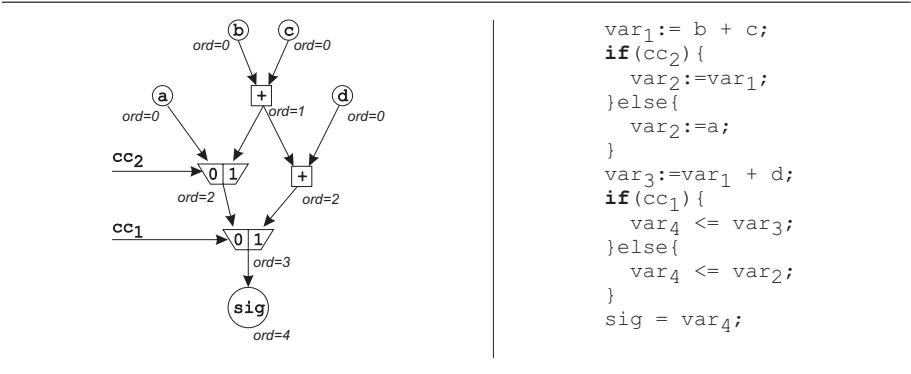 b c
ord=0 ord=0
a + d
ord=0 ord=1 ord=0
cc2
0 1 +
ord=2 ord=2
cc1
0 1
ord=3
sig
ord=4
var1:= b + c;
if(cc2){
var2:=var1;
}else{
var2:=a;
}
var3:=var1 + d;
if(cc1){
var4 <= var3;
}else{
var4 <= var2;
}
sig = var4;